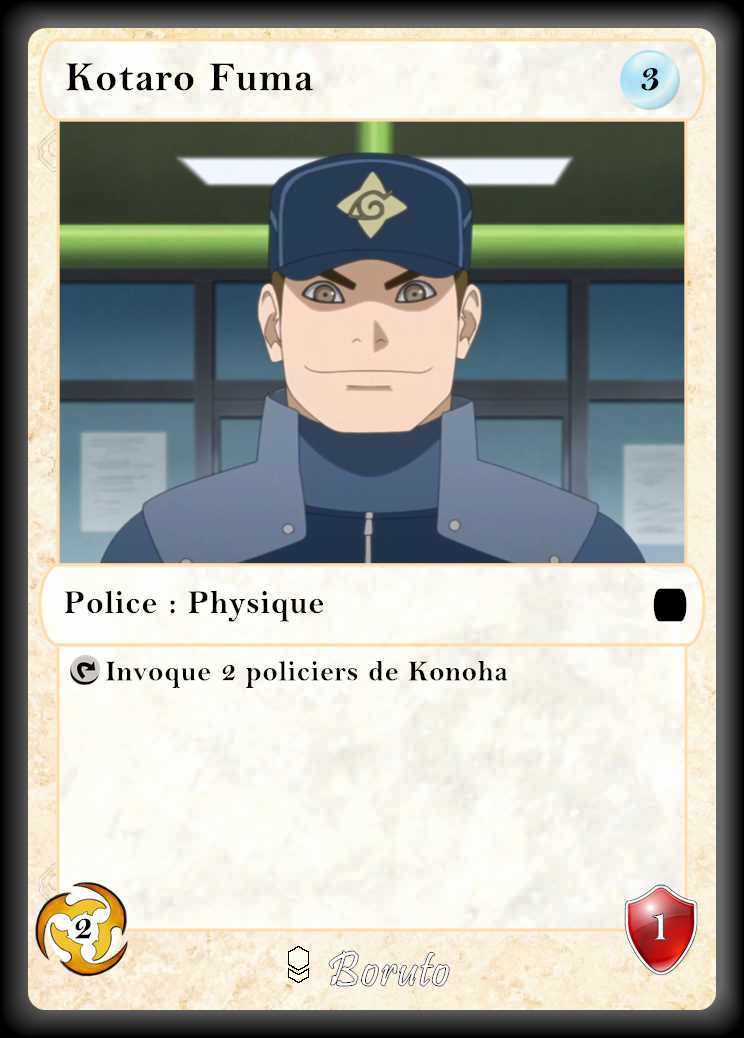 Kotaro Fuma
3
Police : Physique
Invoque 2 policiers de Konoha
2
1
Boruto